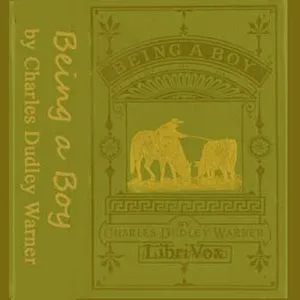 Being a Boy
by Charles Dudley Warner
BEING A BOY
BY
CHARLES DUDLEY WARNER
LibriVox